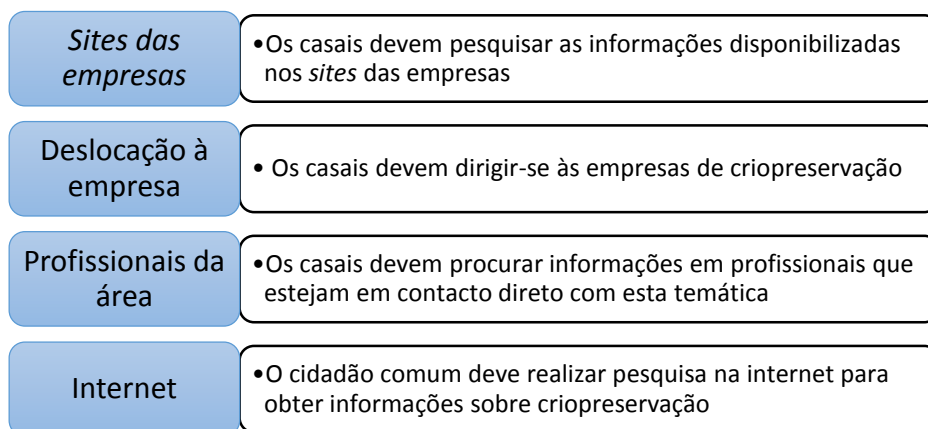 Sites das
empresas
•Os casais devem pesquisar as informações disponibilizadas
nos sites das empresas
Deslocação à
empresa
• Os casais devem dirigir-se às empresas de criopreservação
Profissionais da
área
•Os casais devem procurar informações em profissionais que
estejam em contacto direto com esta temática
Internet
•O cidadão comum deve realizar pesquisa na internet para
obter informações sobre criopreservação